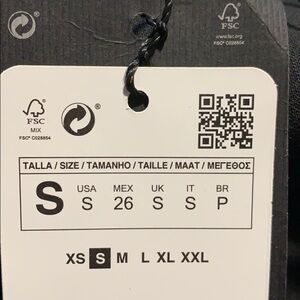 FSC
www.fsc.org
FSC® C028854
FSC
MIX
FSC® C028854
TALLA / SIZE / TAMANHO / TAILLE / MAAT / ΜΕΓΕΘΟΣ
S USA MEX UK IT BR
S 26 S S P
XS S M L XL XXL